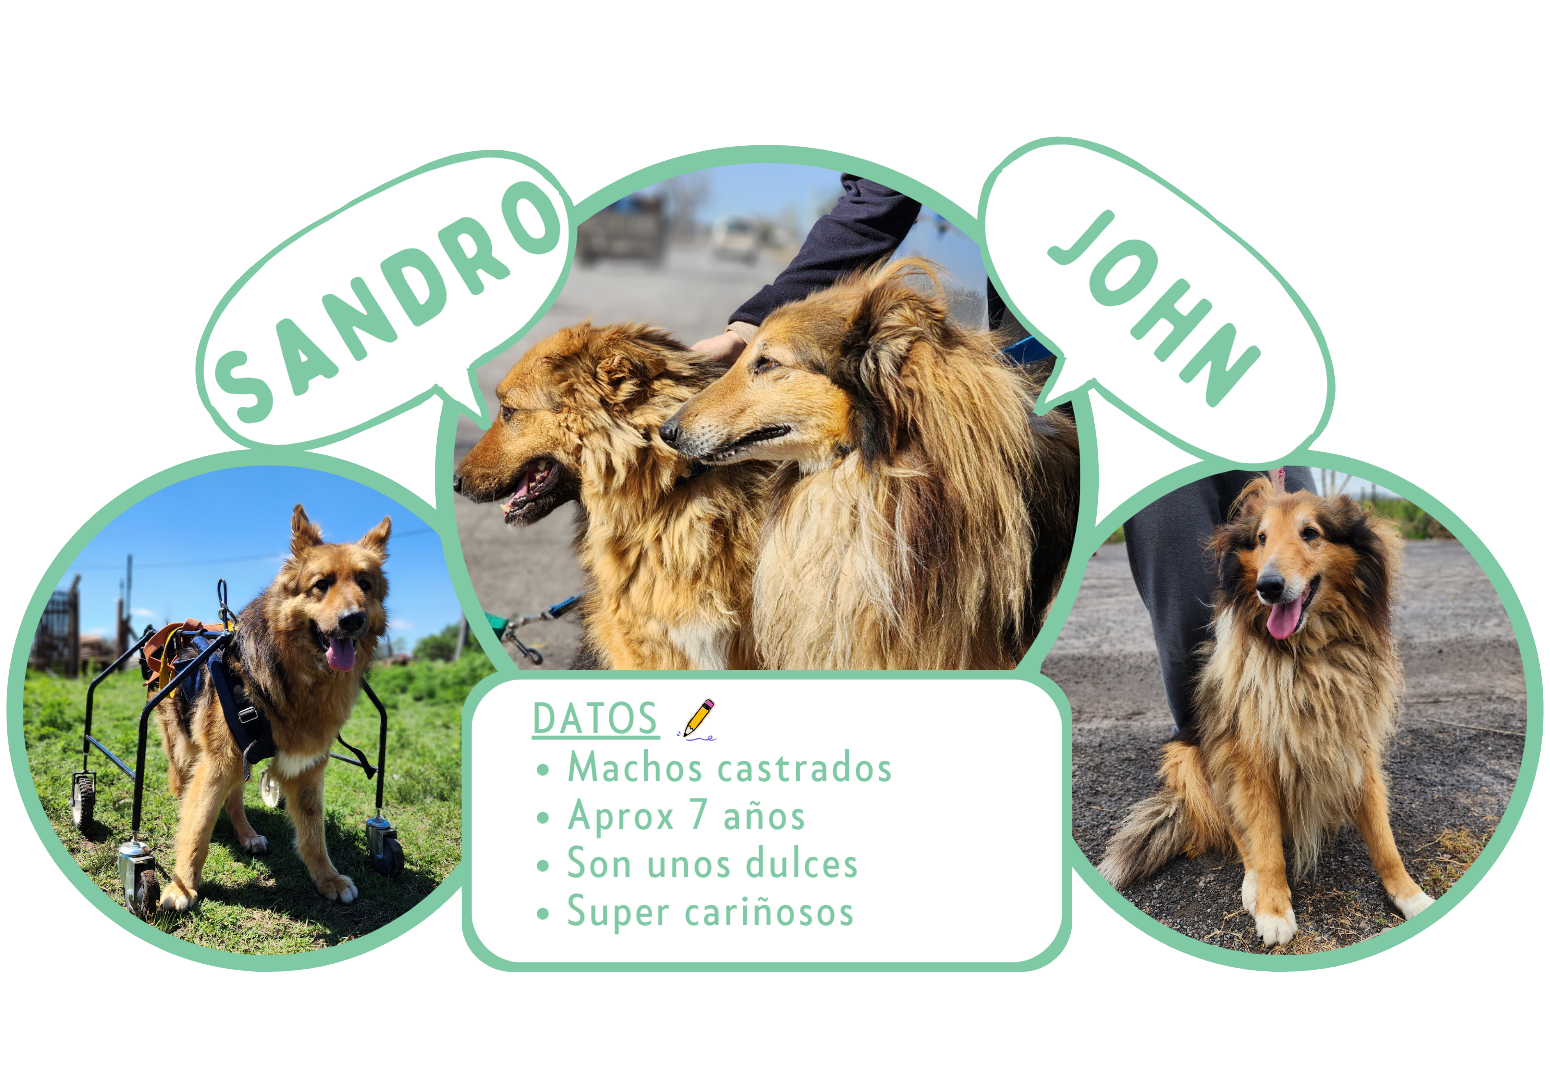 SANDRO
JOHN
DATOS
• Machos castrados
• Aprox 7 años
• Son unos dulces
• Super cariñosos